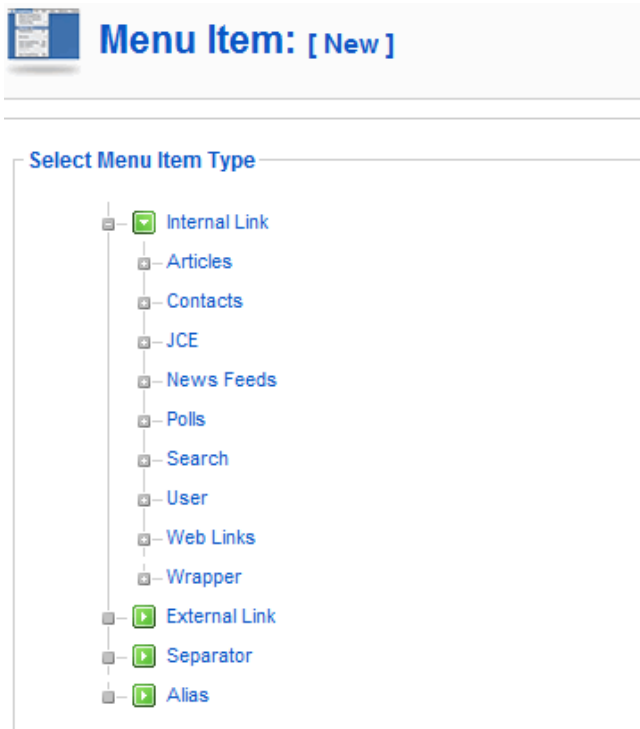 Menu Item: [ New ]
Select Menu Item Type
Internal Link
Articles
Contacts
JCE
News Feeds
Polls
Search
User
Web Links
Wrapper
External Link
Separator
Alias